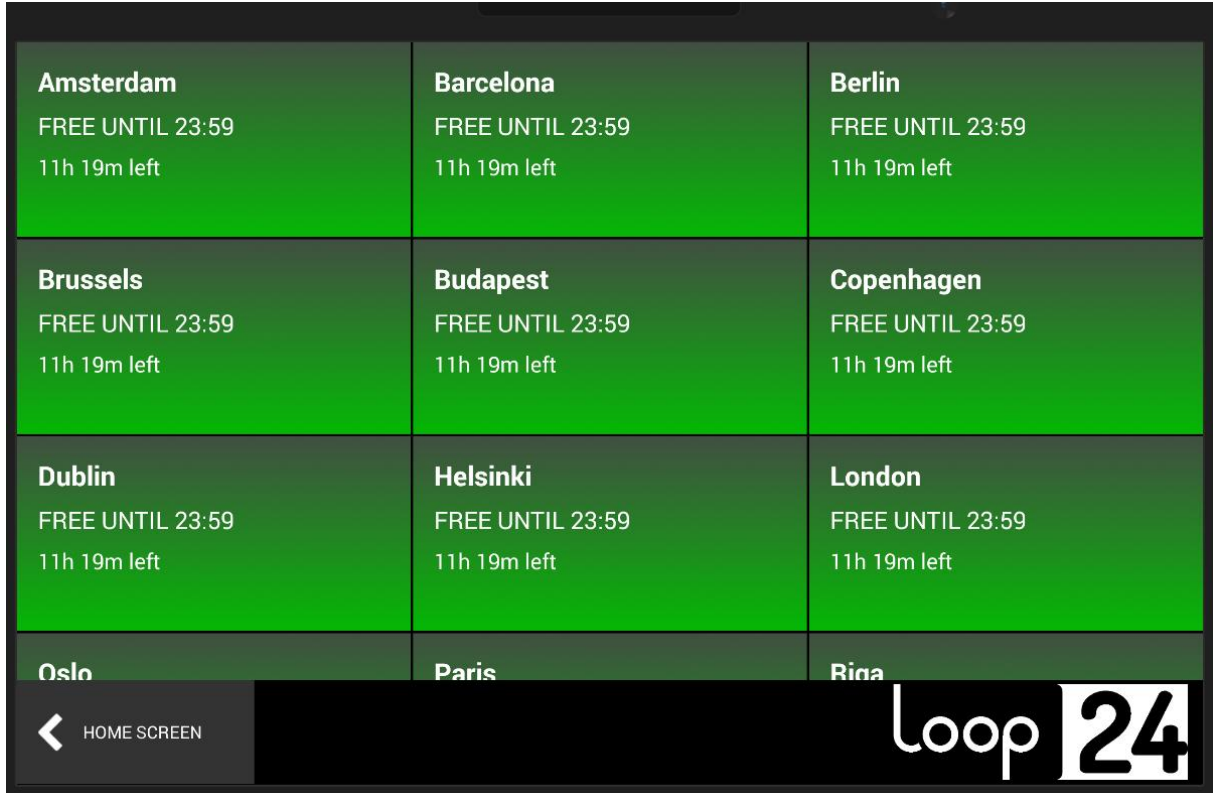 Amsterdam
FREE UNTIL 23:59
11h 19m left
Barcelona
FREE UNTIL 23:59
11h 19m left
Berlin
FREE UNTIL 23:59
11h 19m left
Brussels
FREE UNTIL 23:59
11h 19m left
Budapest
FREE UNTIL 23:59
11h 19m left
Copenhagen
FREE UNTIL 23:59
11h 19m left
Dublin
FREE UNTIL 23:59
11h 19m left
Helsinki
FREE UNTIL 23:59
11h 19m left
London
FREE UNTIL 23:59
11h 19m left
Oslo
Paris
Riga
HOME SCREEN
Loop 24